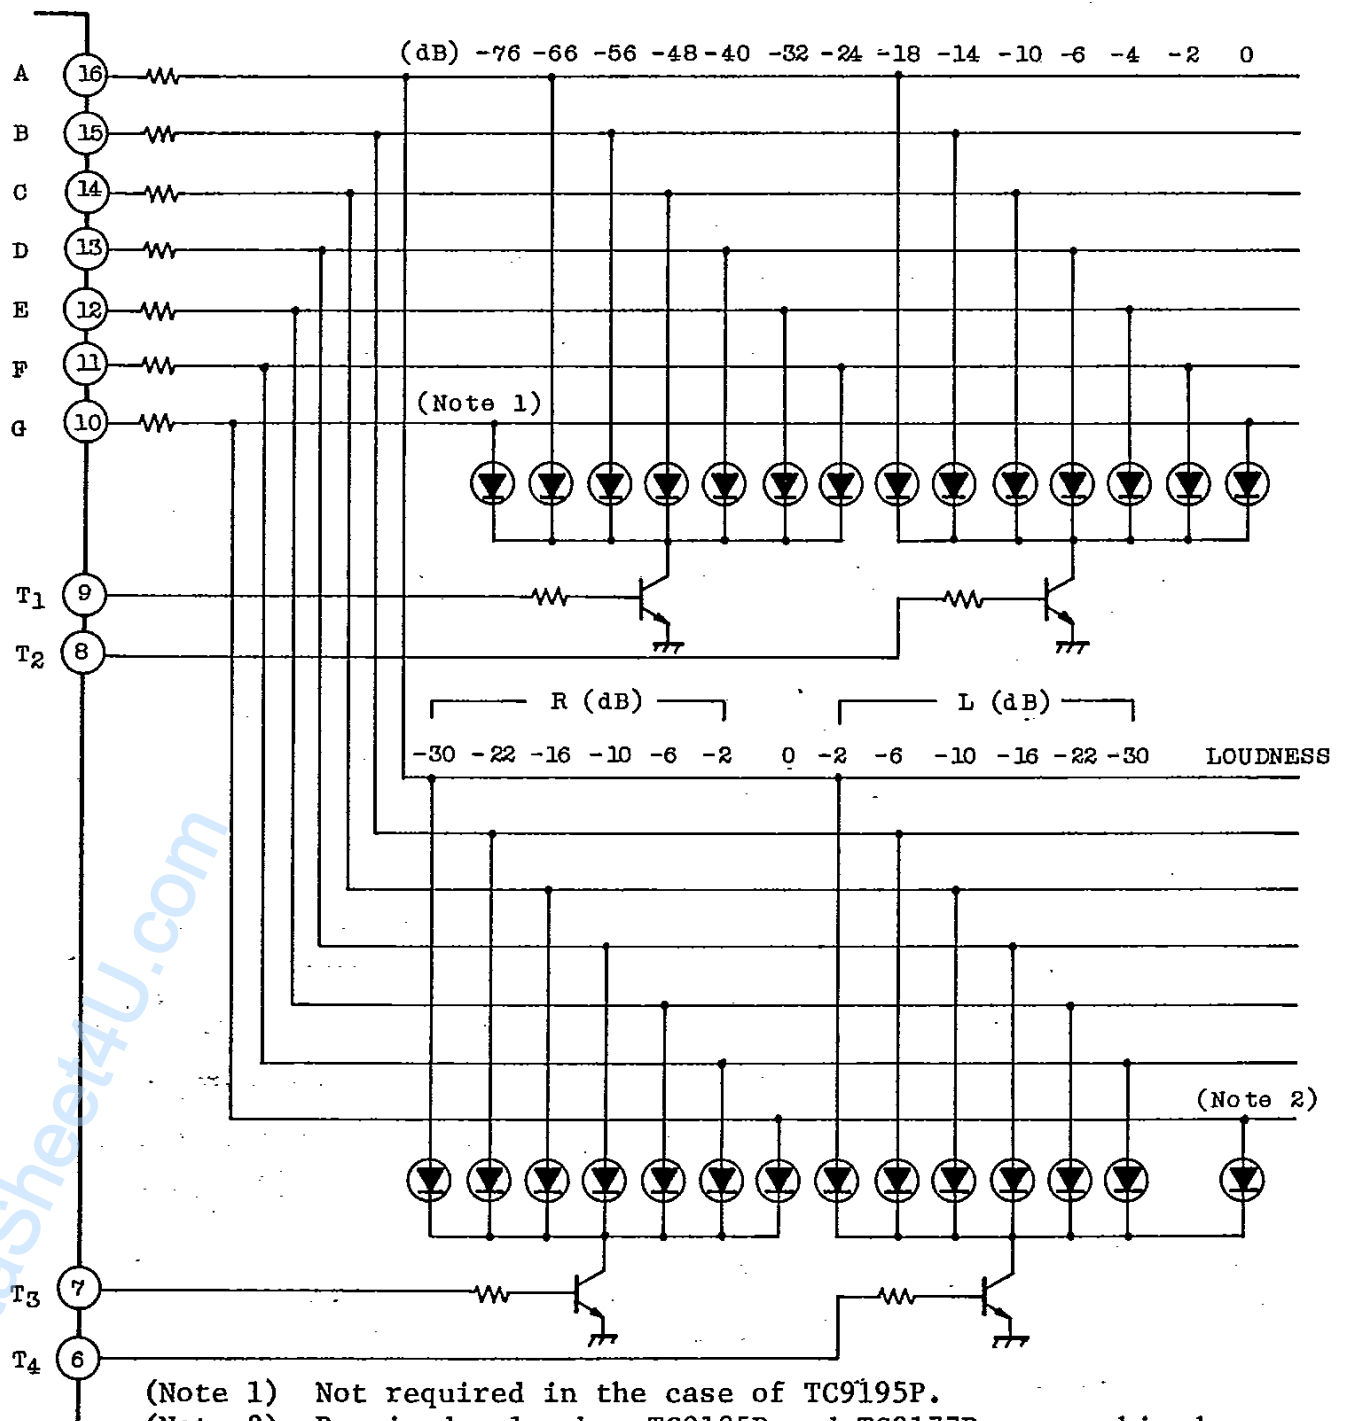 (dB) -76 -66 -56 -48 -40 -32 -24 -18 -14 -10 -6 -4 -2 0
A 16
B 15
C 14
D 13
E 12
F 11
G 10
(Note 1)
T1 9
T2 8
R (dB) L (dB)
-30 -22 -16 -10 -6 -2 0 -2 -6 -10 -16 -22 -30 LOUDNESS
(Note 2)
T3 7
T4 6
(Note 1) Not required in the case of TC9195P.